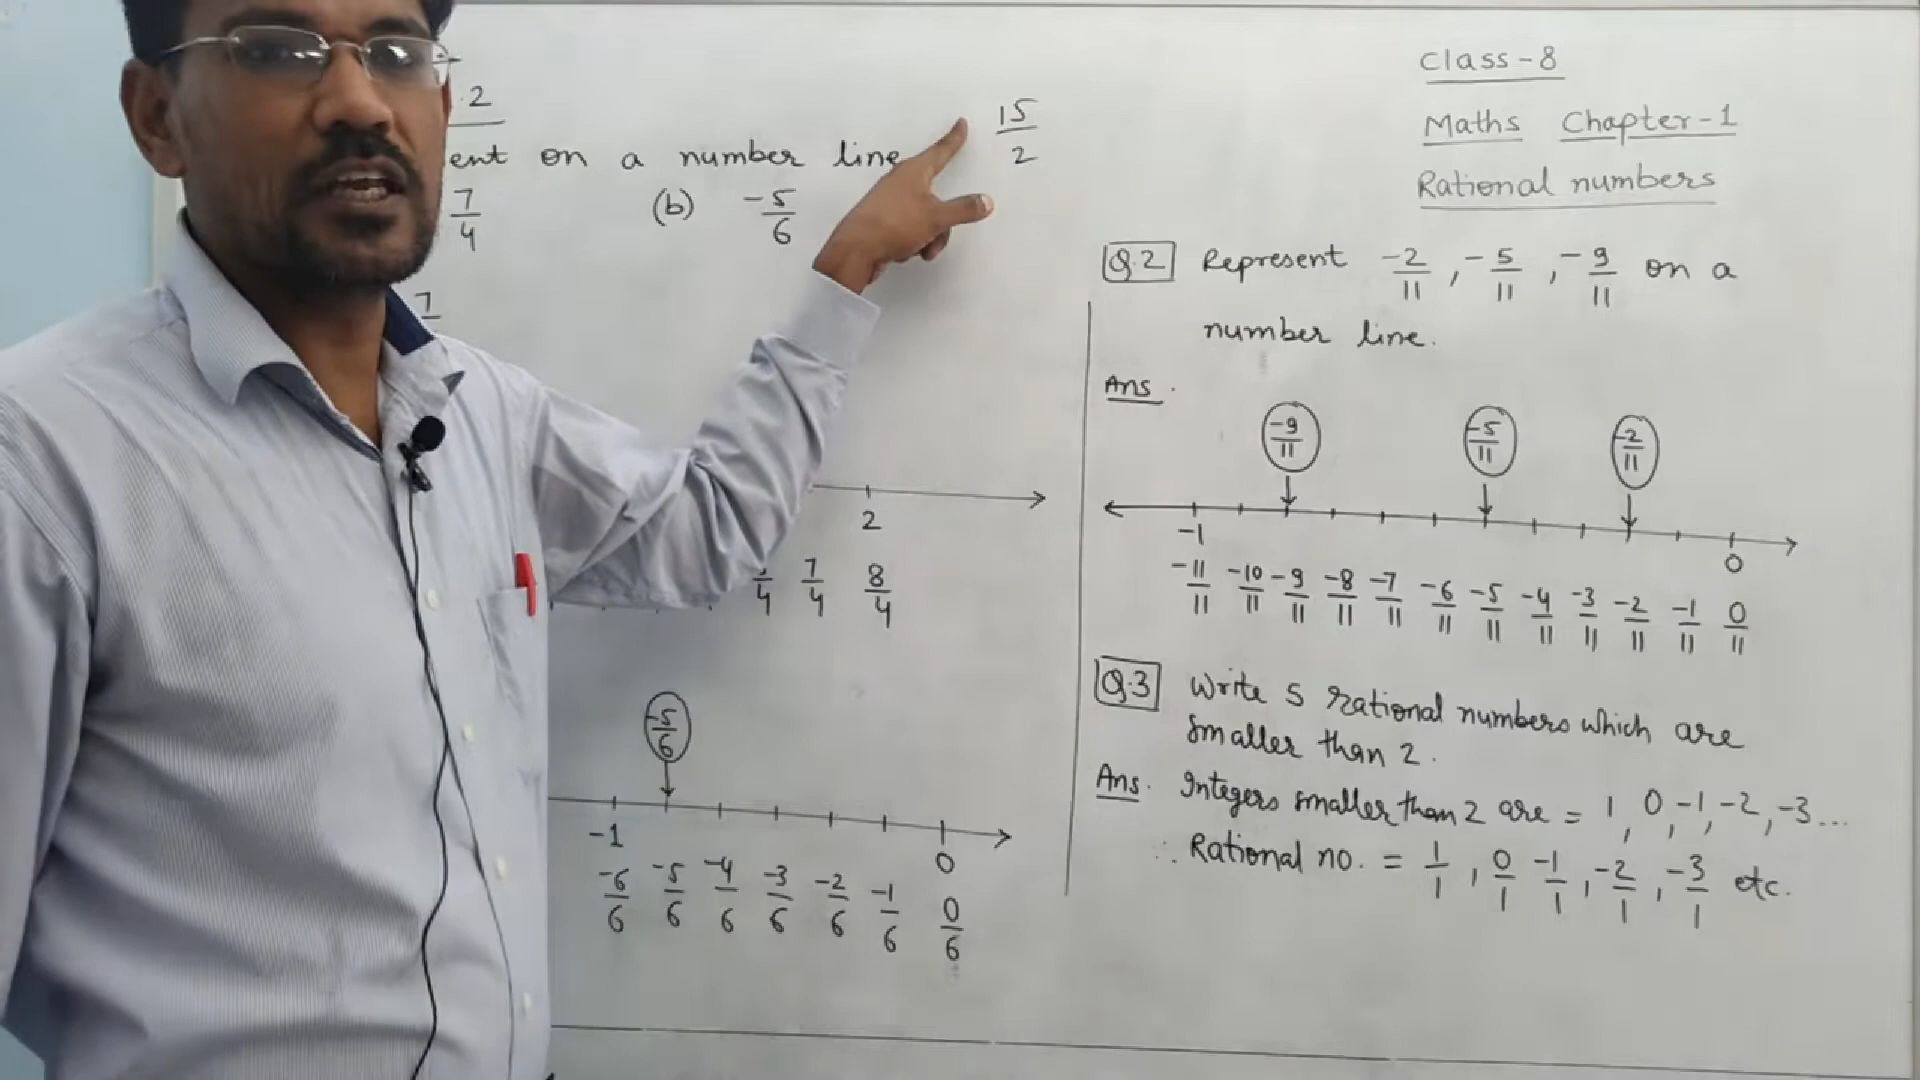 .2
ent on a number line
15/2
7/4 (b) -5/6
7
2
7/4 8/4
-5/6
-1 0
-6/6 -5/6 -4/6 -3/6 -2/6 -1/6 0/6
Class-8
Maths Chapter-1
Rational numbers
Q.2 Represent -2/11, -5/11, -9/11 on a
number line.
Ans.
-9/11 -5/11 -2/11
-1 0
-11/11 -10/11 -9/11 -8/11 -7/11 -6/11 -5/11 -4/11 -3/11 -2/11 -1/11 0/11
Q.3 Write 5 rational numbers which are
smaller than 2.
Ans. Integers smaller than 2 are = 1, 0, -1, -2, -3...
∴ Rational no. = 1/1, 0/1 -1/1, -2/1, -3/1 etc.